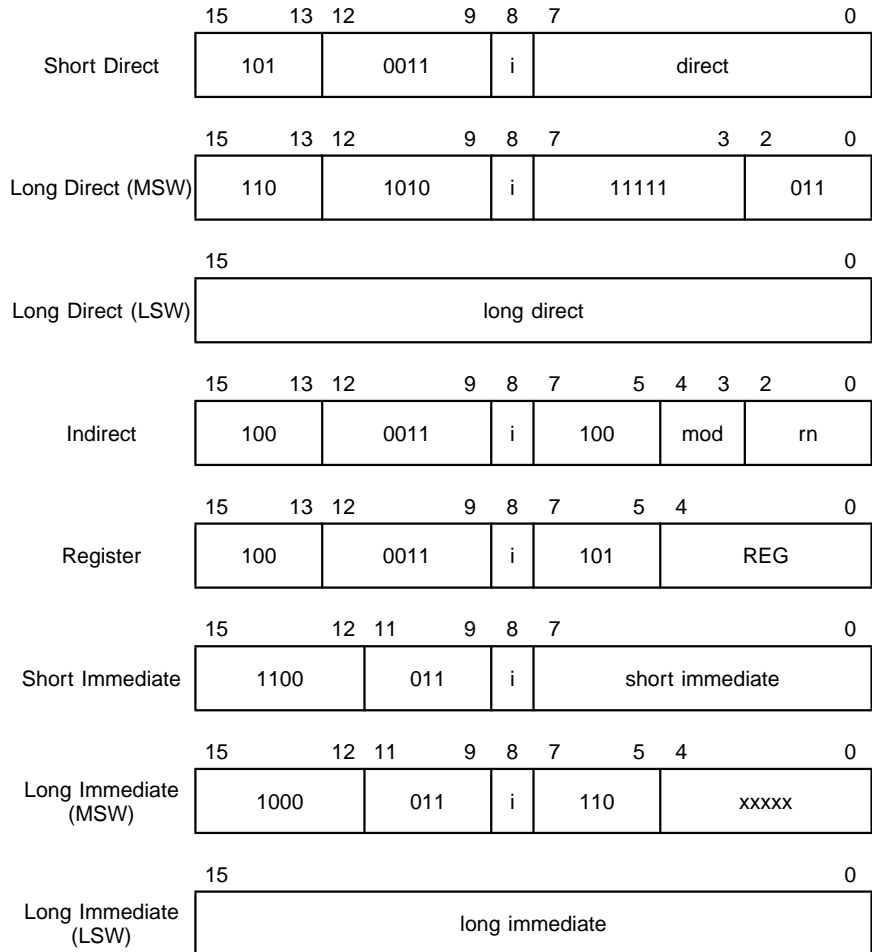 15 13 12 9 8 7 0
Short Direct 101 0011 i direct
15 13 12 9 8 7 3 2 0
Long Direct (MSW) 110 1010 i 11111 011
15 0
Long Direct (LSW) long direct
15 13 12 9 8 7 5 4 3 2 0
Indirect 100 0011 i 100 mod rn
15 13 12 9 8 7 5 4 0
Register 100 0011 i 101 REG
15 12 11 9 8 7 0
Short Immediate 1100 011 i short immediate
15 12 11 9 8 7 5 4 0
Long Immediate
(MSW) 1000 011 i 110 xxxxx
15 0
Long Immediate
(LSW) long immediate